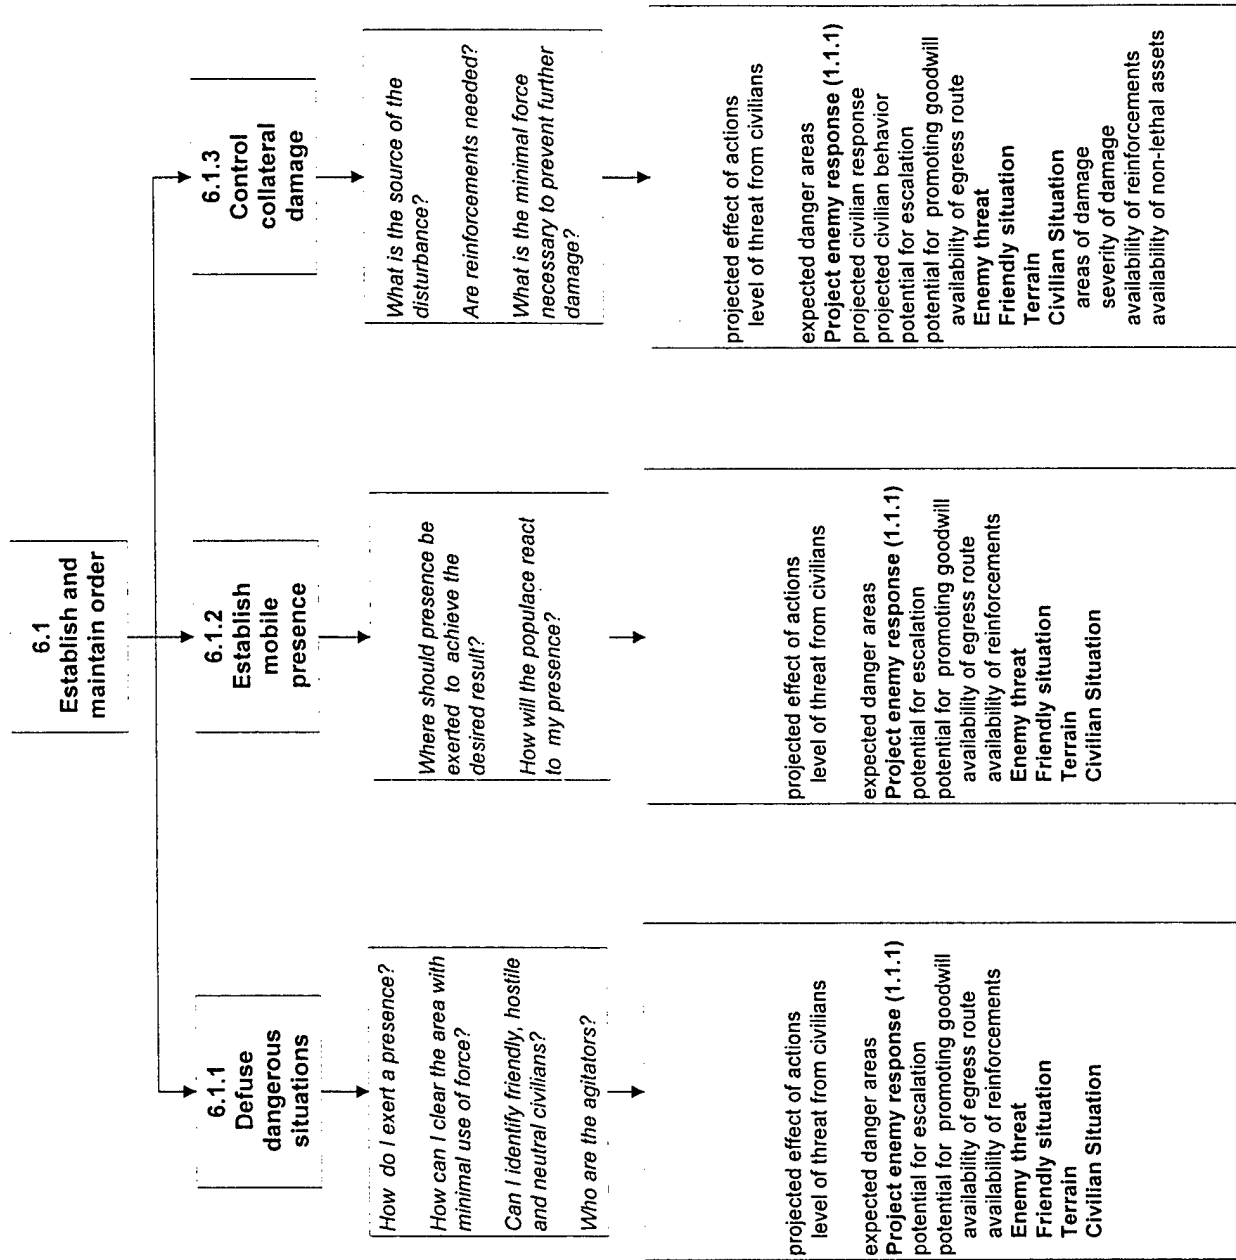 6.1
Establish and
maintain order
6.1.1
Defuse
dangerous
situations
How do I exert a presence?
How can I clear the area with
minimal use of force?
Can I identify friendly, hostile
and neutral civilians?
Who are the agitators?
projected effect of actions
level of threat from civilians
expected danger areas
Project enemy response (1.1.1)
potential for escalation
potential for promoting goodwill
availability of egress route
availability of reinforcements
Enemy threat
Friendly situation
Terrain
Civilian Situation
6.1.2
Establish
mobile
presence
Where should presence be
exerted to achieve the
desired result?
How will the populace react
to my presence?
projected effect of actions
level of threat from civilians
expected danger areas
Project enemy response (1.1.1)
potential for escalation
potential for promoting goodwill
availability of egress route
availability of reinforcements
Enemy threat
Friendly situation
Terrain
Civilian Situation
6.1.3
Control
collateral
damage
What is the source of the
disturbance?
Are reinforcements needed?
What is the minimal force
necessary to prevent further
damage?
projected effect of actions
level of threat from civilians
expected danger areas
Project enemy response (1.1.1)
projected civilian response
projected civilian behavior
potential for escalation
potential for promoting goodwill
availability of egress route
Enemy threat
Friendly situation
Terrain
Civilian Situation
areas of damage
severity of damage
availability of reinforcements
availability of non-lethal assets